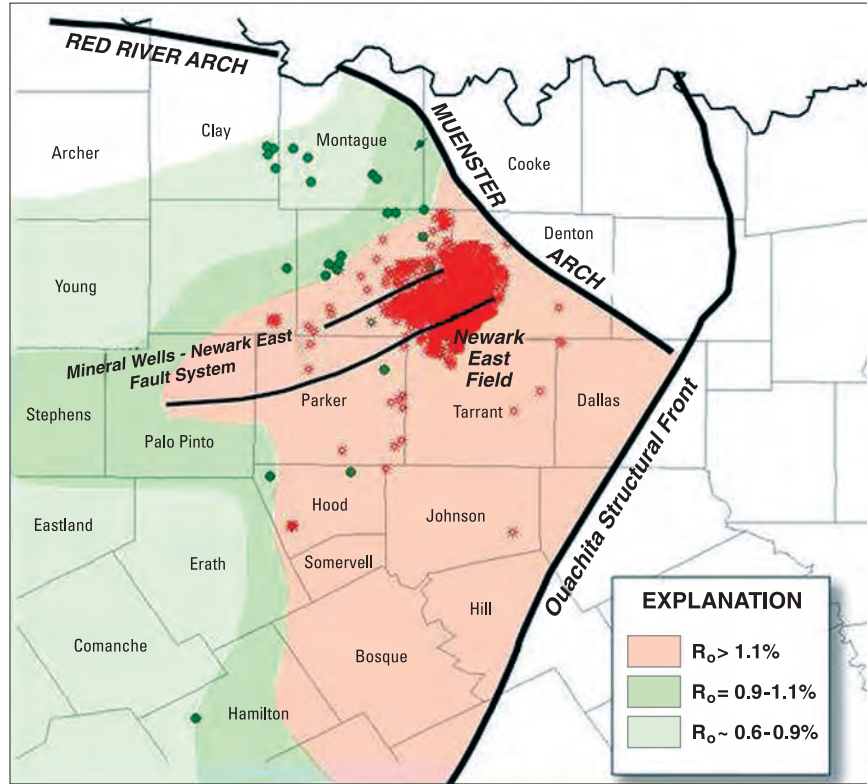 RED RIVER ARCH
MUENSTER
ARCH
Clay
Montague
Archer
Cooke
Denton
Young
Mineral Wells - Newark East
Fault System
Newark
East
Field
Stephens
Parker
Tarrant
Dallas
Palo Pinto
Ouachita Structural Front
Eastland
Hood
Johnson
Erath
Somervell
Hill
Comanche
Bosque
Hamilton
EXPLANATION
Ro> 1.1%
Ro= 0.9-1.1%
Ro~ 0.6-0.9%